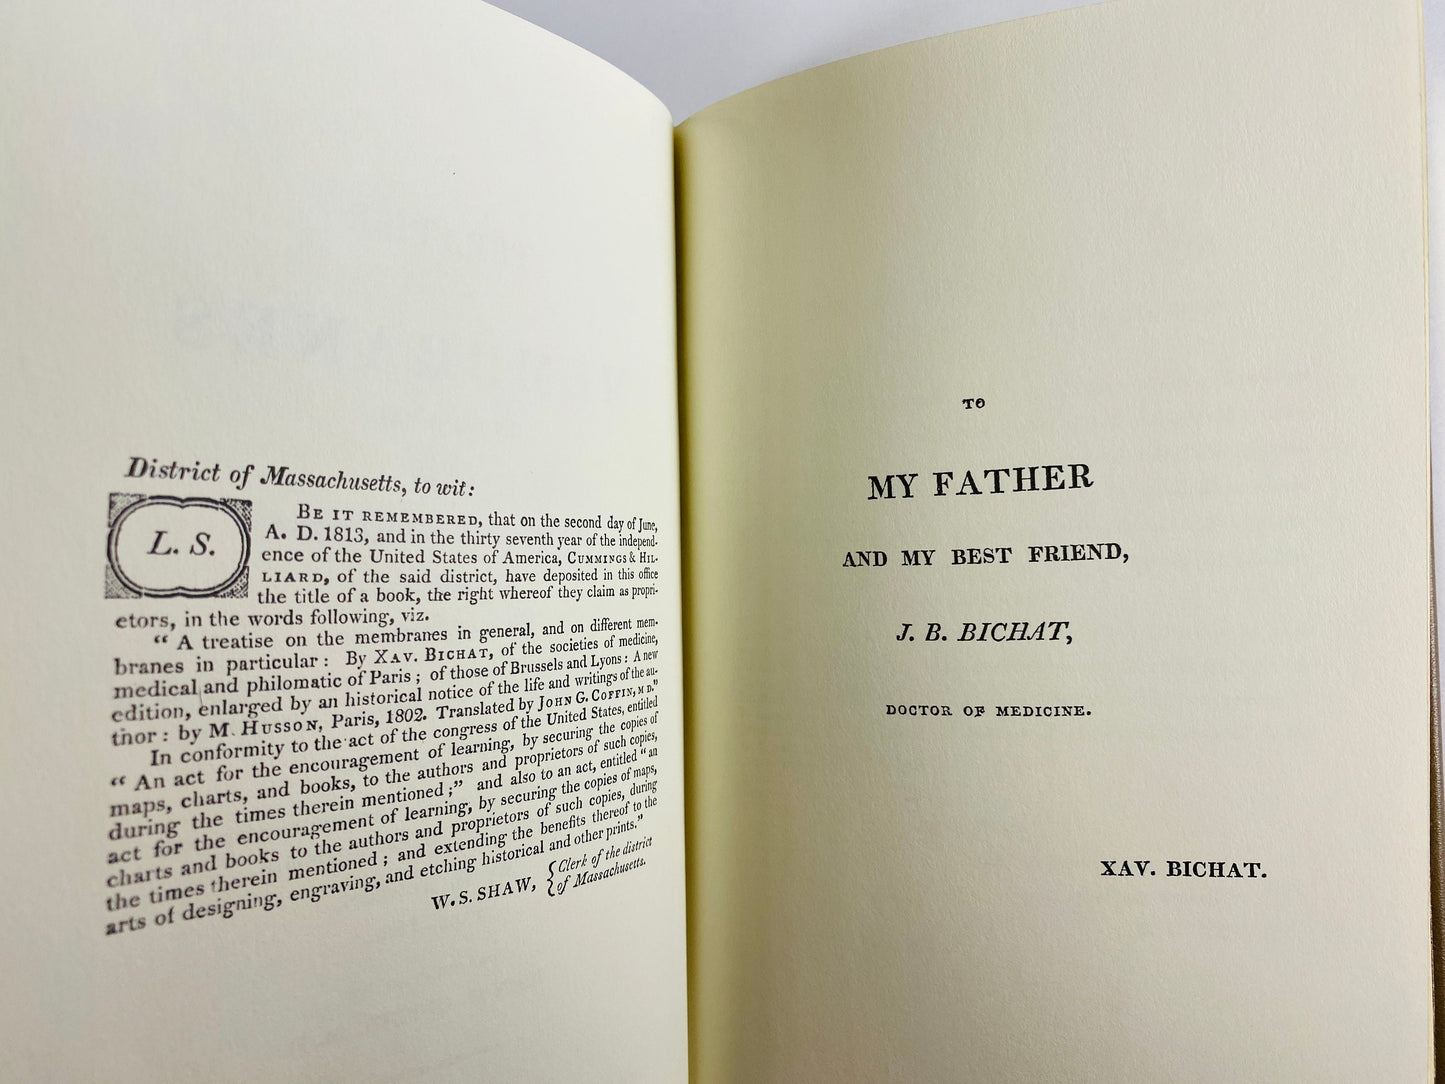 District of Massachusetts, to wit:
L. S.
BE IT REMEMBERED, that on the second day of June,
A. D. 1813, and in the thirty seventh year of the independ-
ence of the United States of America, CUMMINGS & HIL-
LIARD, of the said district, have deposited in this office
the title of a book, the right whereof they claim as propri-
etors, in the words following, viz.
“ A treatise on the membranes in general, and on different mem-
branes in particular : By XAV. BICHAT, of the societies of medicine,
medical and philomatic of Paris ; of those of Brussels and Lyons : A new
edition, enlarged by an historical notice of the life and writings of the au-
thor : by M. HUSSON, Paris, 1802. Translated by JOHN G. COFFIN, M D.”
In conformity to the act of the congress of the United States, entitled
“ An act for the encouragement of learning, by securing the copies of
maps, charts, and books, to the authors and proprietors of such copies,
during the times therein mentioned ;” and also to an act, entitled “ an
act for the encouragement of learning, by securing the copies of maps,
charts and books to the authors and proprietors of such copies, during
the times therein mentioned ; and extending the benefits thereof to the
arts of designing, engraving, and etching historical and other prints.”
W. S. SHAW, { Clerk of the district
of Massachusetts.
TO
MY FATHER
AND MY BEST FRIEND,
J. B. BICHAT,
DOCTOR OF MEDICINE.
XAV. BICHAT.